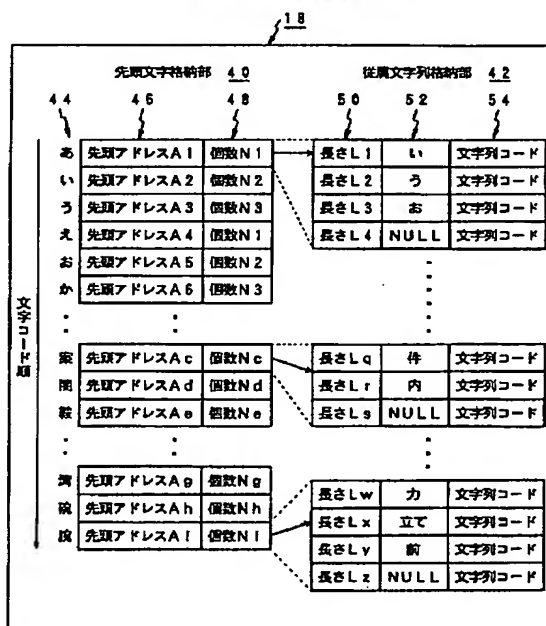 18
先頭文字格納部 40
従属文字列格納部 42
44 46 48 50 52 54
あ 先頭アドレスA1 個数N1 長さL1 い 文字列コード
い 先頭アドレスA2 個数N2 長さL2 う 文字列コード
う 先頭アドレスA3 個数N3 長さL3 お 文字列コード
え 先頭アドレスA4 個数N1 長さL4 NULL 文字列コード
お 先頭アドレスA5 個数N2
か 先頭アドレスA6 個数N3
文字コード順
案 先頭アドレスAc 個数Nc 長さLq 件 文字列コード
闇 先頭アドレスAd 個数Nd 長さLr 内 文字列コード
鞍 先頭アドレスAe 個数Ne 長さLs NULL 文字列コード
湾 先頭アドレスAg 個数Ng 長さLw 力 文字列コード
碗 先頭アドレスAh 個数Nh 長さLx 立て 文字列コード
腕 先頭アドレスAi 個数Ni 長さLy 前 文字列コード
長さLz NULL 文字列コード